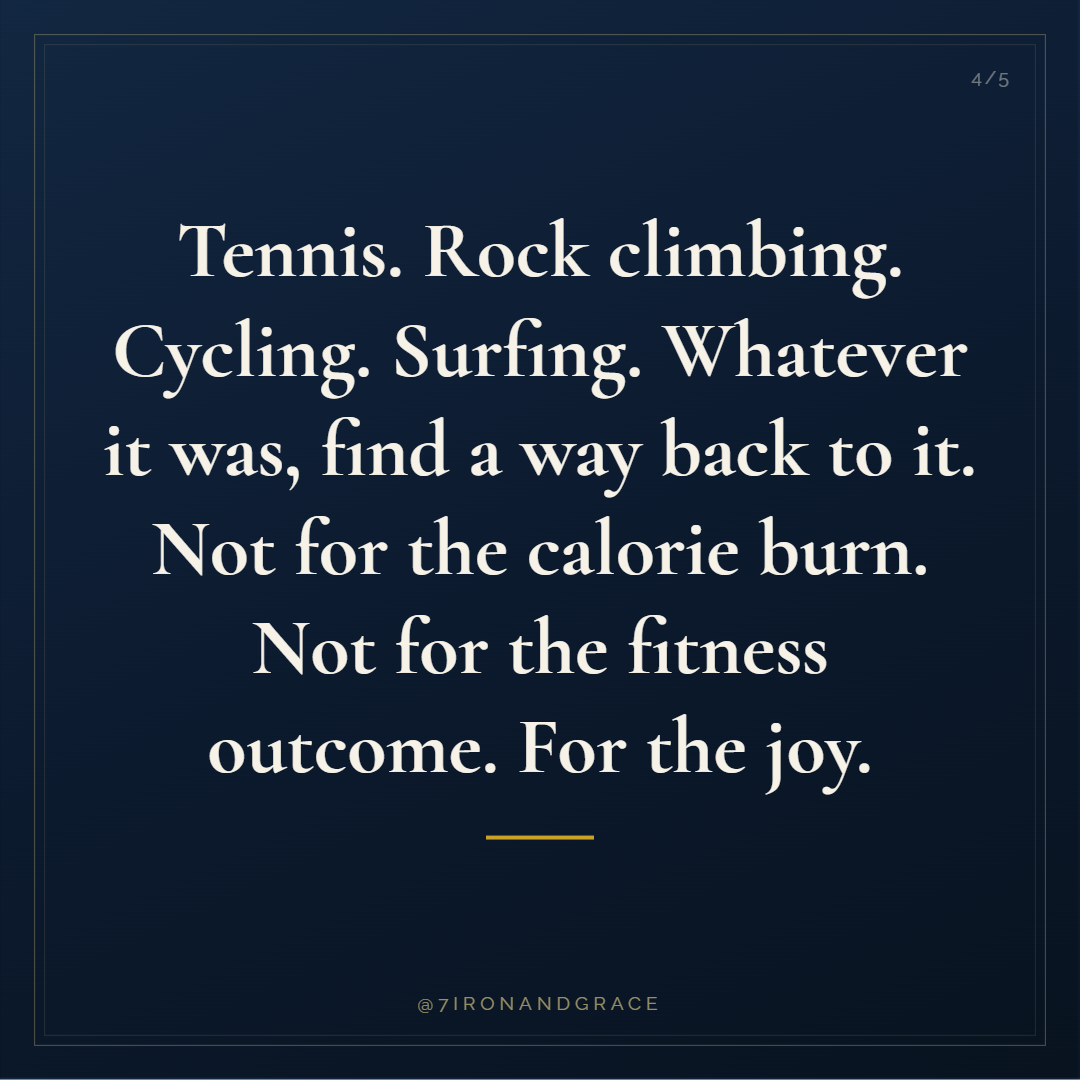 4/5
Tennis. Rock climbing.
Cycling. Surfing. Whatever
it was, find a way back to it.
Not for the calorie burn.
Not for the fitness
outcome. For the joy.
@7IRONANDGRACE